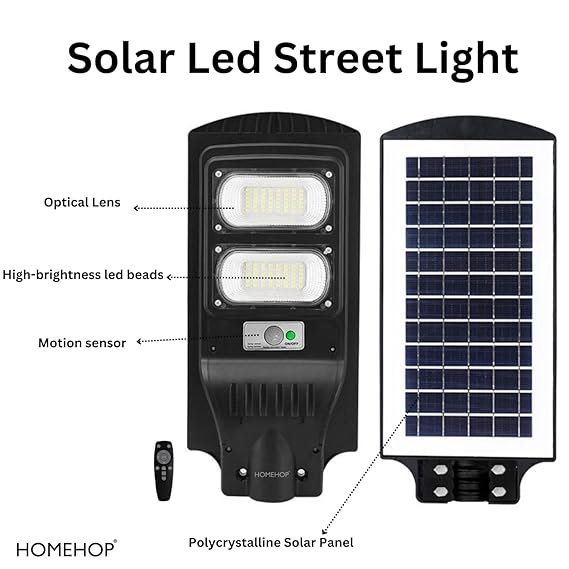 Solar Led Street Light
Optical Lens
High-brightness led beads
Motion sensor
ON/OFF
HOMEHOP®
Polycrystalline Solar Panel
HOMEHOP®